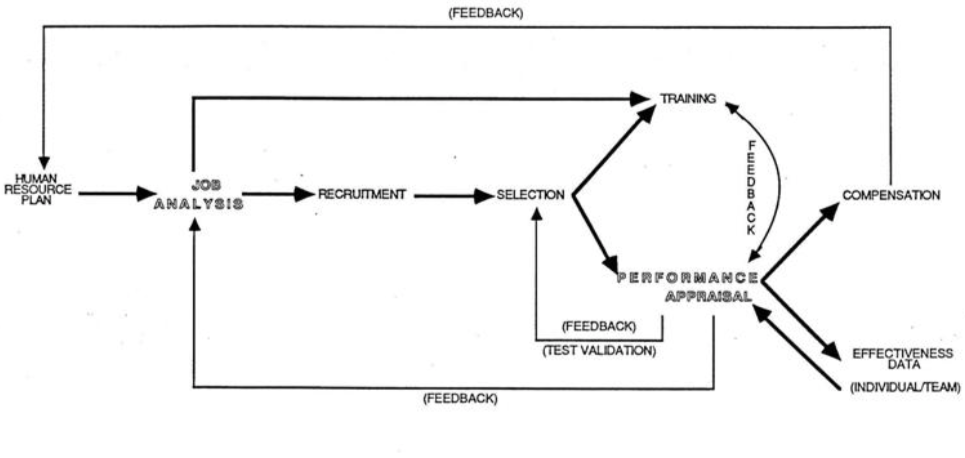 (FEEDBACK)
TRAINING
FEEDBACK
HUMAN
RESOURCE
PLAN
JOB
ANALYSIS
RECRUITMENT
SELECTION
COMPENSATION
PERFORMANCE
APPRAISAL
(FEEDBACK)
(TEST VALIDATION)
EFFECTIVENESS
DATA
(INDIVIDUAL/TEAM)
(FEEDBACK)